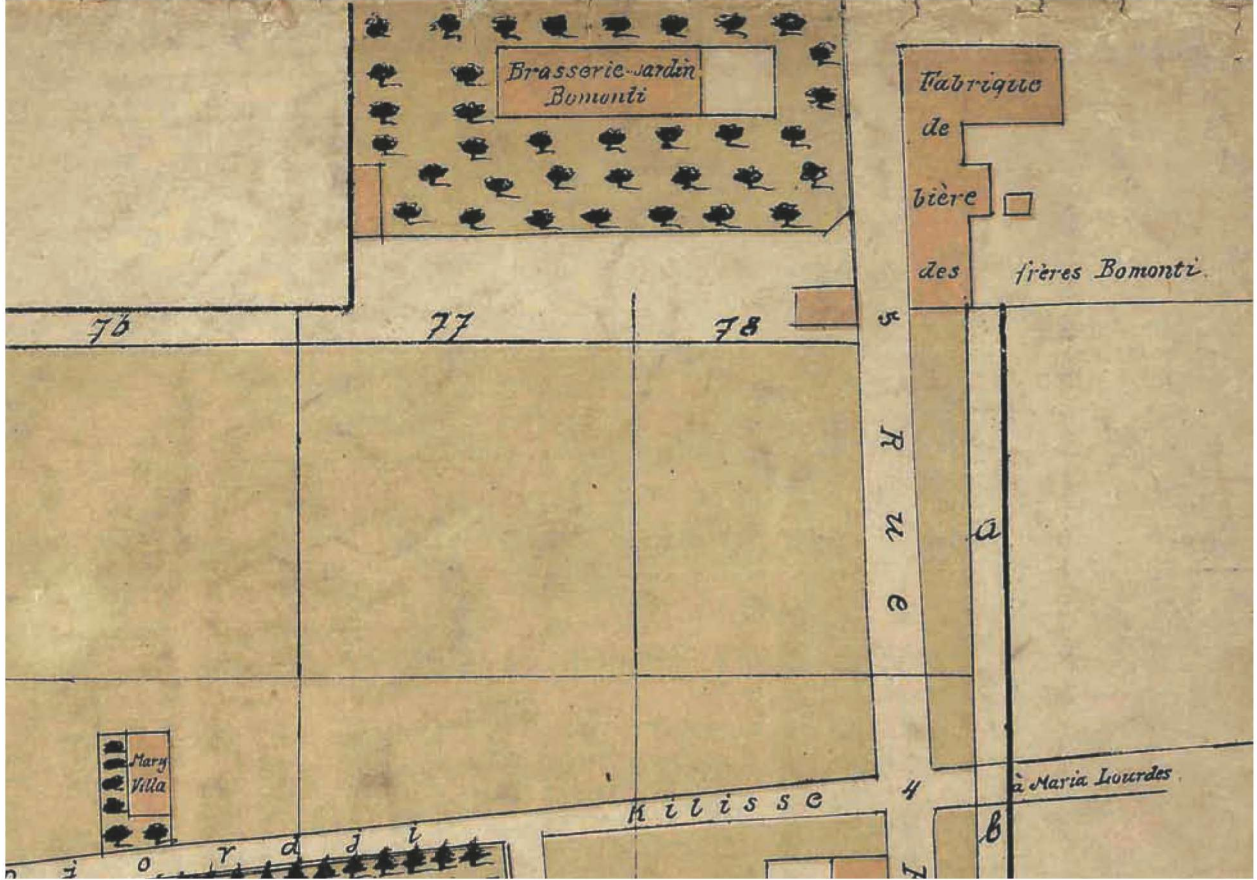 Brasserie-Jardin
Bomonti
Fabrique
de
bière
des
frères Bomonti.
76
77
78
5
Rue
a
Mary
Villa
4
à Maria Lourdes.
Kilisse
o r d j i
b